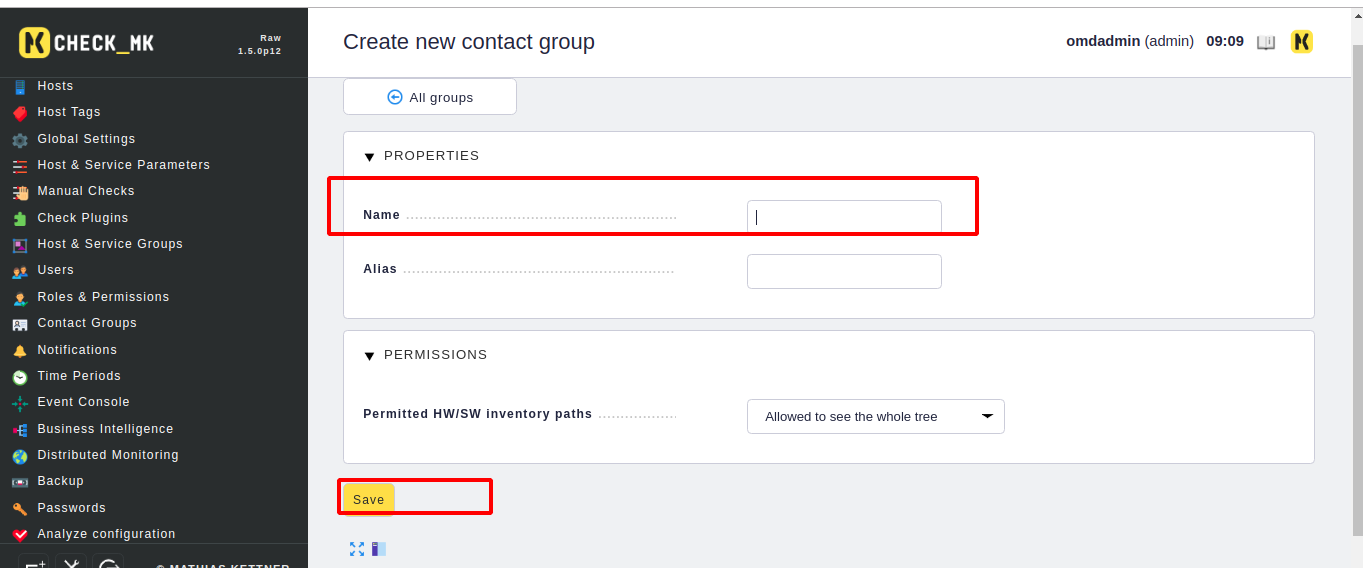 CHECK_MK
Raw
1.5.0p12
Hosts
Host Tags
Global Settings
Host & Service Parameters
Manual Checks
Check Plugins
Host & Service Groups
Users
Roles & Permissions
Contact Groups
Notifications
Time Periods
Event Console
Business Intelligence
Distributed Monitoring
Backup
Passwords
Analyze configuration
© MATHIAS KETTNER
Create new contact group
omdadmin (admin) 09:09
All groups
PROPERTIES
Name
Alias
PERMISSIONS
Permitted HW/SW inventory paths
Allowed to see the whole tree
Save